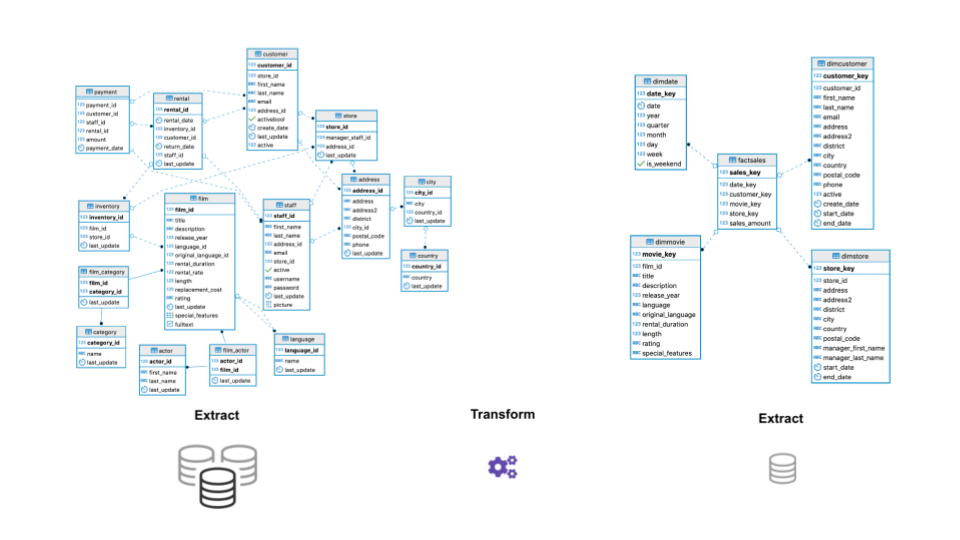 customer
customer_id
store_id
first_name
last_name
email
address_id
activebool
create_date
last_update
active
payment
payment_id
customer_id
staff_id
rental_id
amount
payment_date
rental
rental_id
rental_date
inventory_id
customer_id
return_date
staff_id
last_update
store
store_id
manager_staff_id
address_id
last_update
inventory
inventory_id
film_id
store_id
last_update
film
film_id
title
description
release_year
language_id
original_language_id
rental_duration
rental_rate
length
replacement_cost
rating
last_update
special_features
fulltext
staff
staff_id
first_name
last_name
address_id
email
store_id
active
username
password
last_update
picture
address
address_id
address
address2
district
city_id
postal_code
phone
last_update
city
city_id
city
country_id
last_update
country
country_id
country
last_update
film_category
film_id
category_id
last_update
category
category_id
name
last_update
actor
actor_id
first_name
last_name
last_update
film_actor
actor_id
film_id
last_update
language
language_id
name
last_update
dimdate
date_key
date
year
quarter
month
day
week
is_weekend
dimcustomer
customer_key
customer_id
first_name
last_name
email
address
address2
district
city
country
postal_code
phone
active
create_date
start_date
end_date
factsales
sales_key
date_key
customer_key
movie_key
store_key
sales_amount
dimmovie
movie_key
film_id
title
description
release_year
language
original_language
rental_duration
length
rating
special_features
dimstore
store_key
store_id
address
address2
district
city
country
postal_code
manager_first_name
manager_last_name
start_date
end_date
Extract
Transform
Extract